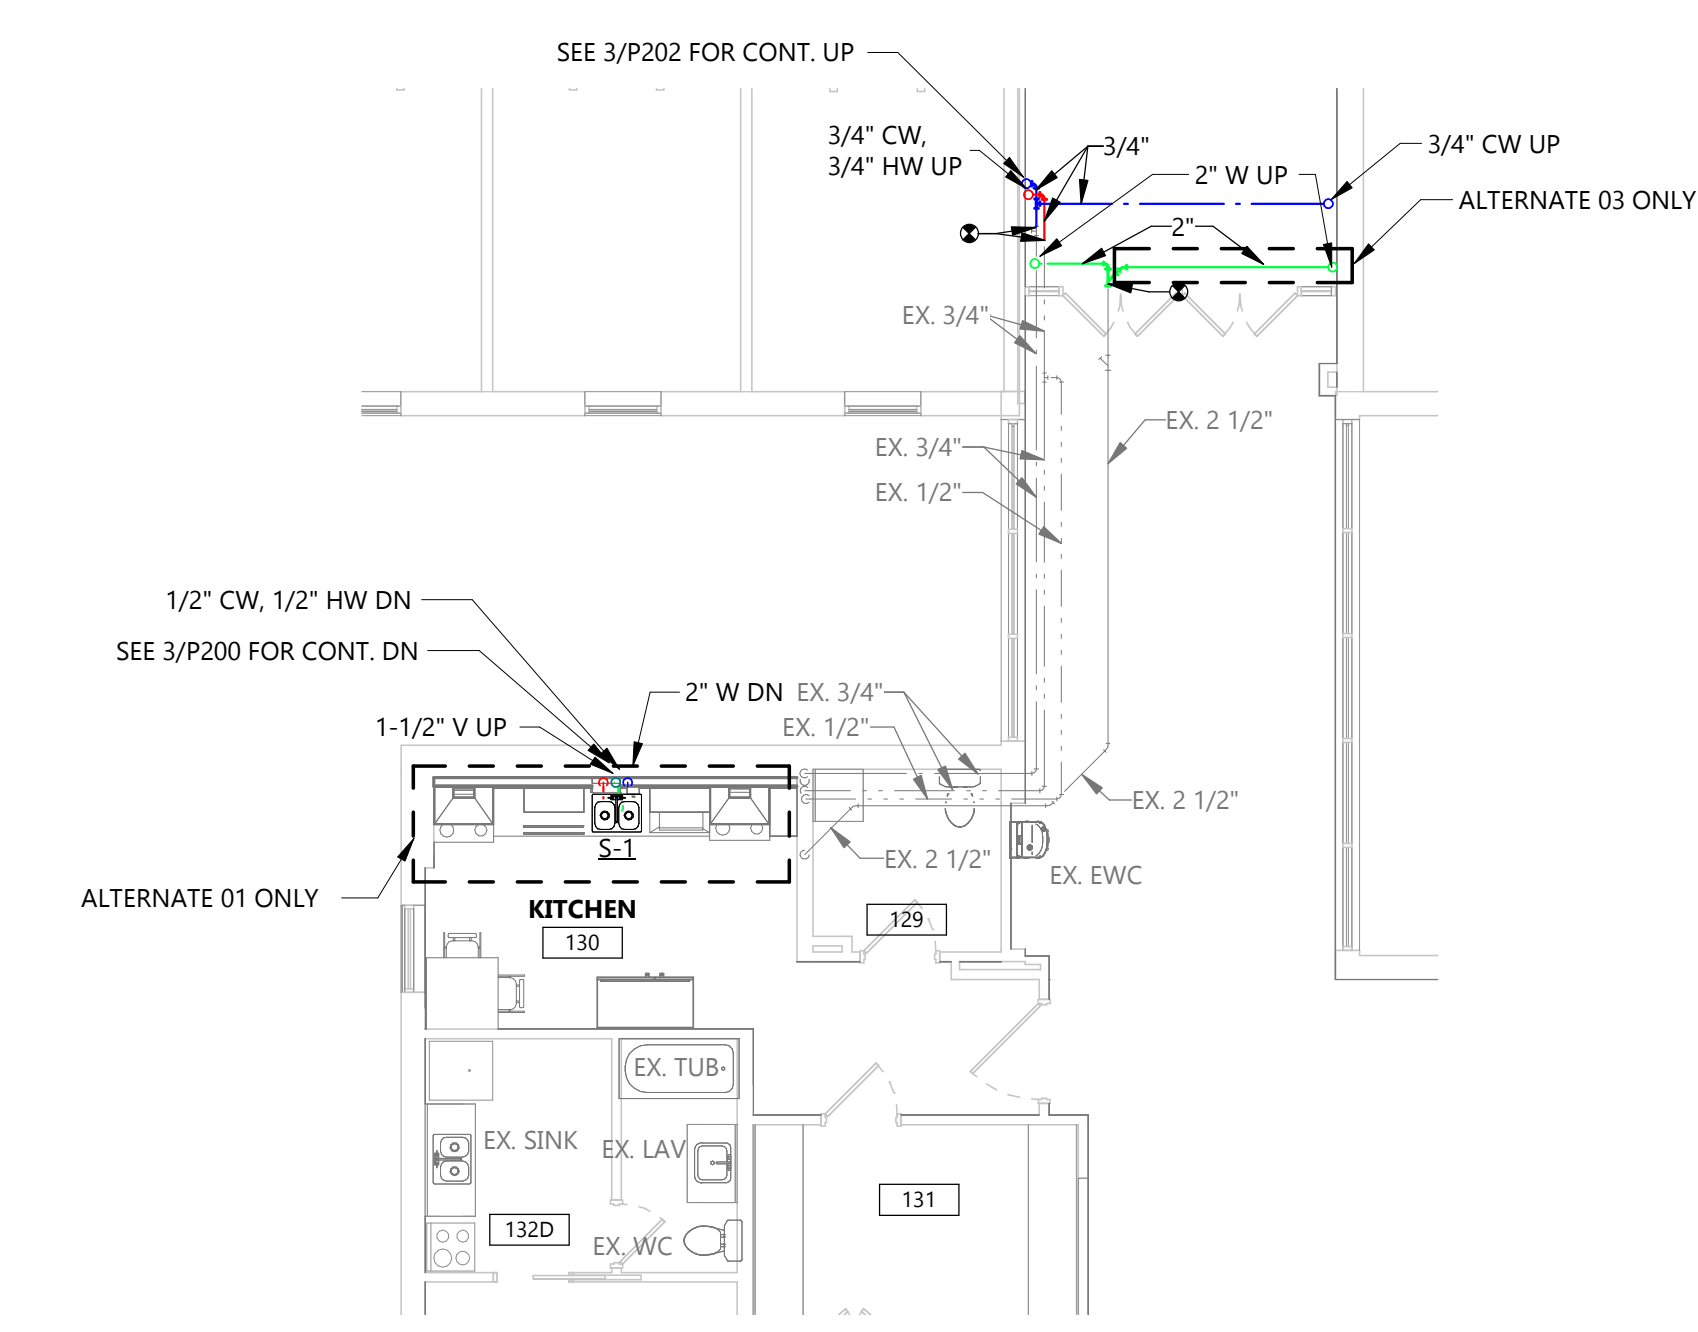 SEE 3/P202 FOR CONT. UP
3/4" CW,
3/4" HW UP
3/4"
3/4" CW UP
2" W UP
ALTERNATE 03 ONLY
2"
EX. 3/4"
EX. 2 1/2"
EX. 3/4"
EX. 1/2"
1/2" CW, 1/2" HW DN
SEE 3/P200 FOR CONT. DN
2" W DN
EX. 3/4"
1-1/2" V UP
EX. 1/2"
EX. 2 1/2"
S-1
EX. 2 1/2"
EX. EWC
ALTERNATE 01 ONLY
KITCHEN
129
130
EX. TUB
EX. SINK
EX. LAV
131
132D
EX. WC